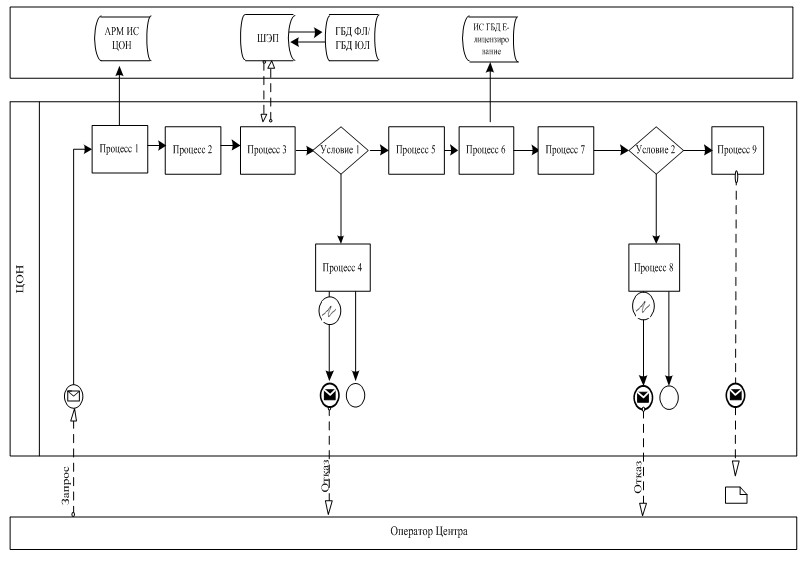 АРМ ИС
ЦОН
ШЭП
ГБД ФЛ/
ГБД ЮЛ
ИС ГБД Е-
лицензиро
вание
Процесс 1
Процесс 2
Процесс 3
Условие 1
Процесс 5
Процесс 6
Процесс 7
Условие 2
Процесс 9
ЦОН
Процесс 4
Процесс 8
Запрос
Отказ
Отказ
Оператор Центра